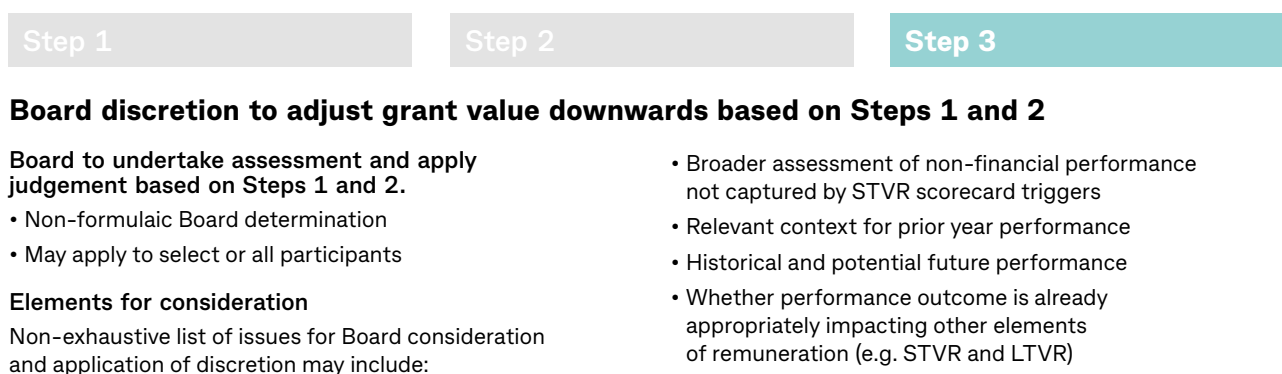 Step 1
Step 2
Step 3
Board discretion to adjust grant value downwards based on Steps 1 and 2
Board to undertake assessment and apply
judgement based on Steps 1 and 2.
• Non-formulaic Board determination
• May apply to select or all participants
Elements for consideration
Non-exhaustive list of issues for Board consideration
and application of discretion may include:
• Broader assessment of non-financial performance
not captured by STVR scorecard triggers
• Relevant context for prior year performance
• Historical and potential future performance
• Whether performance outcome is already
appropriately impacting other elements
of remuneration (e.g. STVR and LTVR)